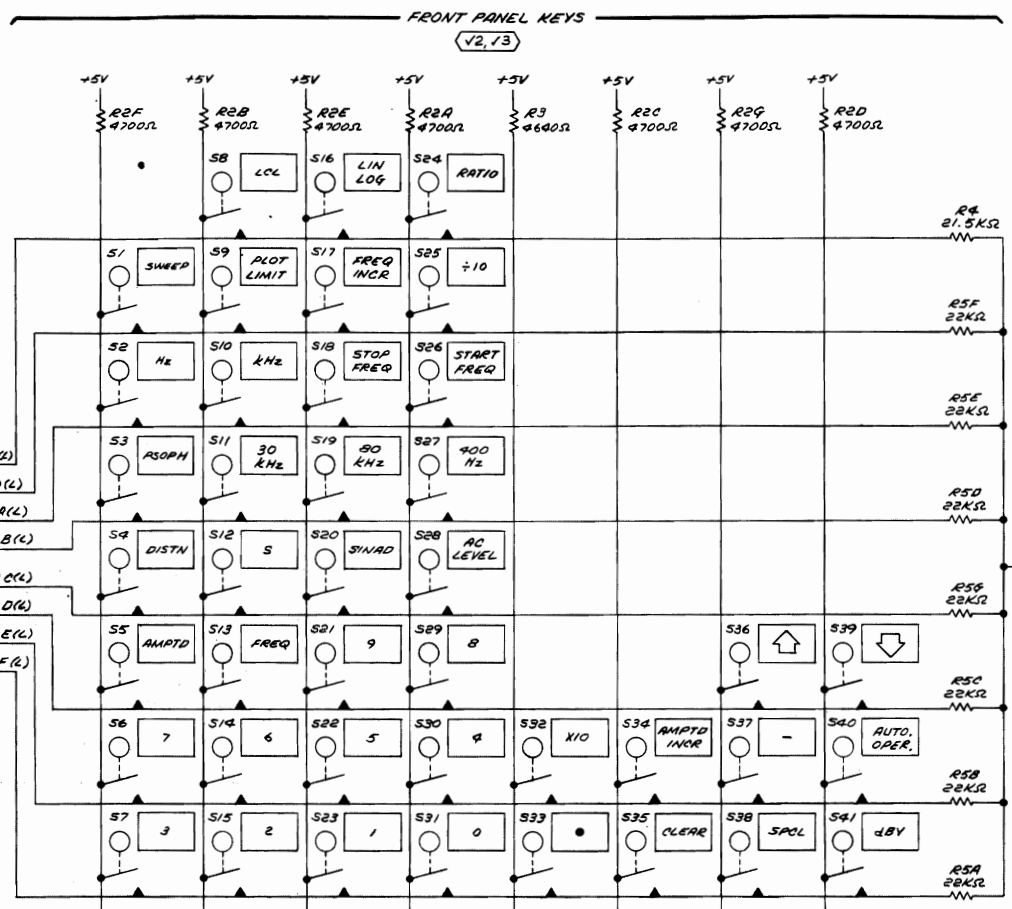 FRONT PANEL KEYS
√2, √3
+5V +5V +5V +5V +5V +5V +5V +5V
R2F R2B R2E R2A R3 R2C R2G R2D
4700Ω 4700Ω 4700Ω 4700Ω 4640Ω 4700Ω 4700Ω 4700Ω
S8 LCL S16 LIN LOG S24 RATIO
R4
21.5KΩ
S1 SWEEP S9 PLOT LIMIT S17 FREQ INCR S25 ÷10
R5F
22KΩ
S2 Hz S10 kHz S18 STOP FREQ S26 START FREQ
R5E
22KΩ
S3 PSOPH S11 30 kHz S19 80 kHz S27 400 Hz
(L)
(L)
A(L)
R5D
22KΩ
B(L)
S4 DISTN S12 S S20 SINAD S28 AC LEVEL
C(L)
R5G
22KΩ
D(L)
E(L)
F(L)
S5 AMPTD S13 FREQ S21 9 S29 8 S36 S39
R5C
22KΩ
S6 7 S14 6 S22 5 S30 4 S32 X10 S34 AMPTD INCR S37 - S40 AUTO. OPER.
R5B
22KΩ
S7 3 S15 2 S23 1 S31 0 S33 • S35 CLEAR S38 SPCL S41 dBV
R5A
22KΩ